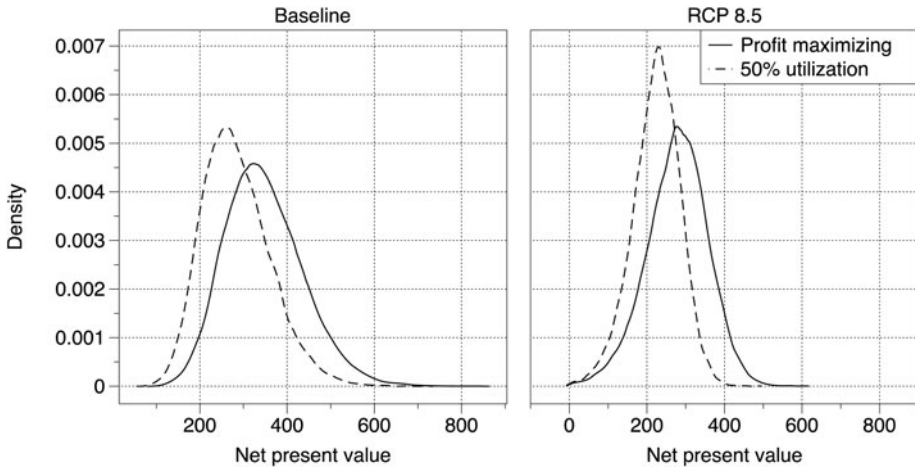 Baseline
RCP 8.5
Profit maximizing
50% utilization
0.007
0.006
0.005
0.004
0.003
0.002
0.001
0
Density
200 400 600 800
0 200 400 600 800
Net present value
Net present value